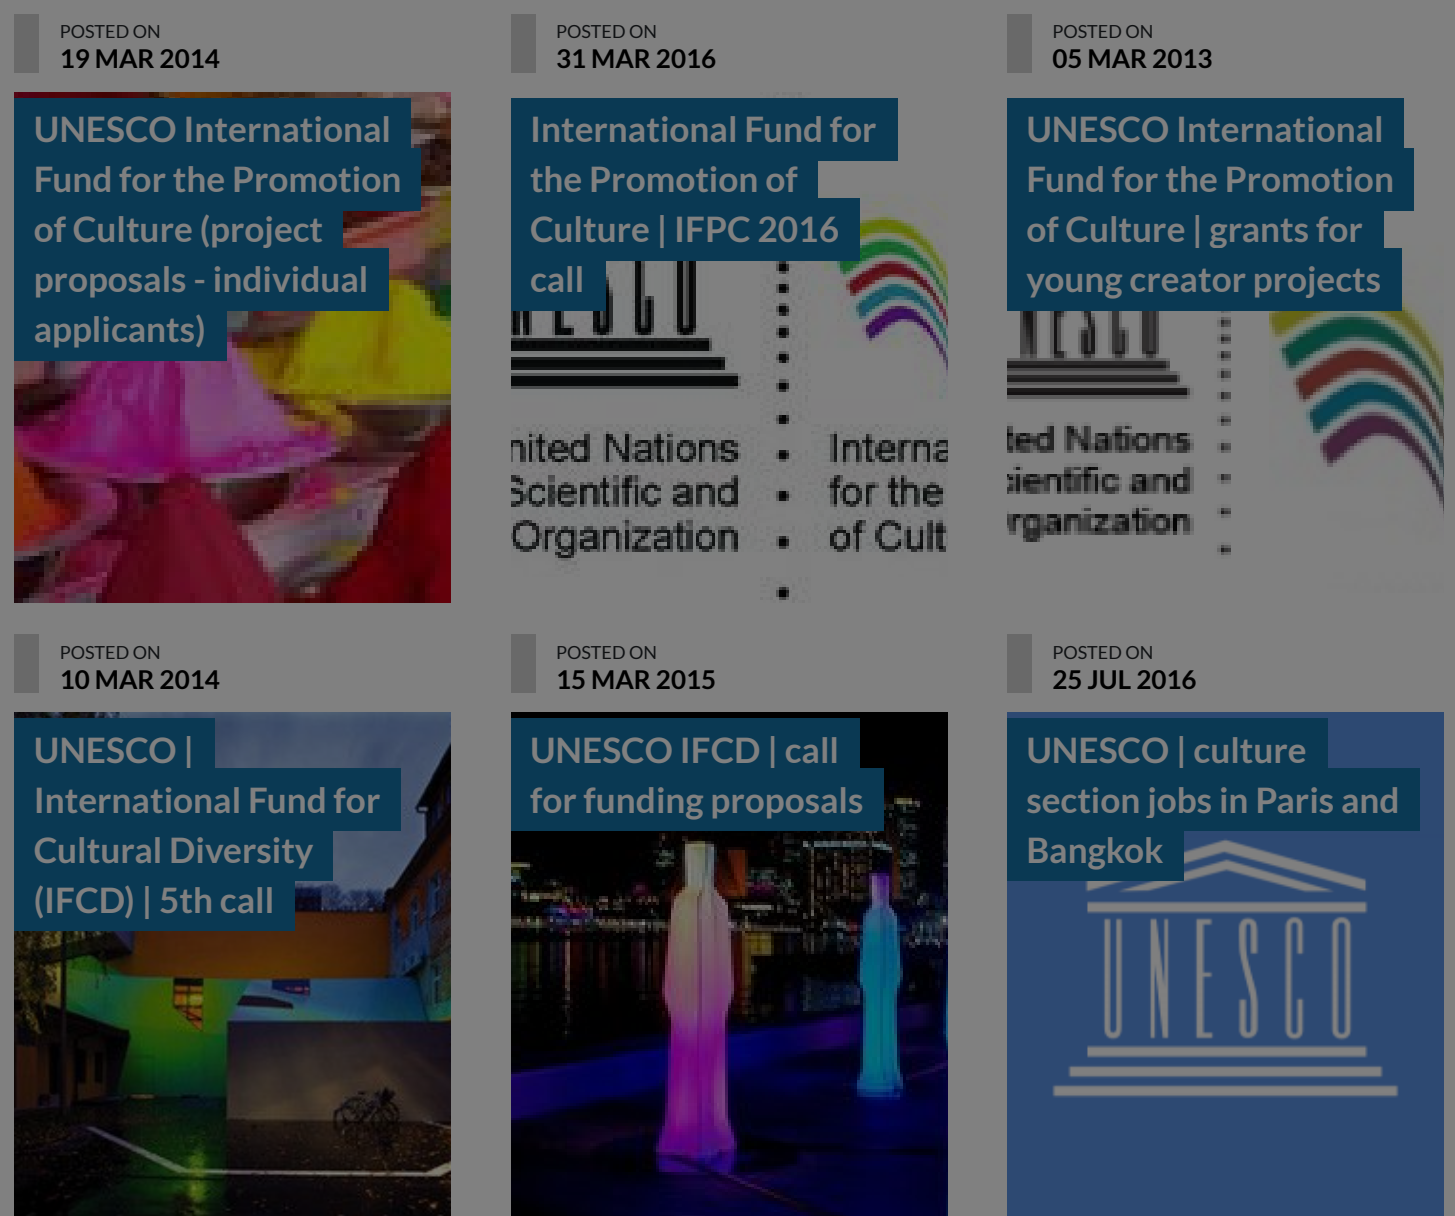 POSTED ON
19 MAR 2014
UNESCO International
Fund for the Promotion
of Culture (project
proposals - individual
applicants)
POSTED ON
31 MAR 2016
International Fund for
the Promotion of
Culture | IFPC 2016
call
nited Nations
Scientific and
Organization
Interna
for the
of Cult
POSTED ON
05 MAR 2013
UNESCO International
Fund for the Promotion
of Culture | grants for
young creator projects
UNESCO
ted Nations
cientific and
rganization
POSTED ON
10 MAR 2014
UNESCO |
International Fund for
Cultural Diversity
(IFCD) | 5th call
POSTED ON
15 MAR 2015
UNESCO IFCD | call
for funding proposals
POSTED ON
25 JUL 2016
UNESCO | culture
section jobs in Paris and
Bangkok
UNESCO